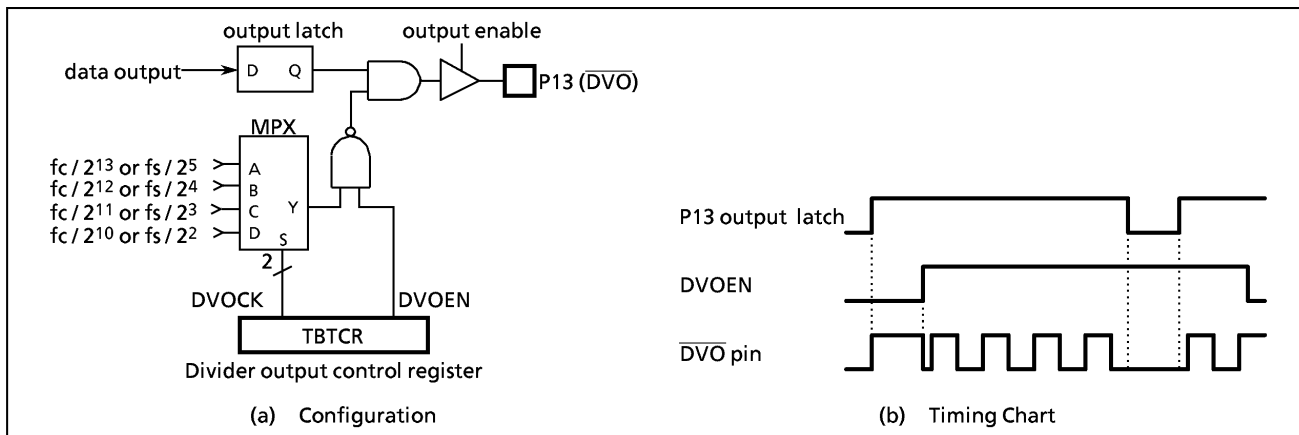 output latch
output enable
data output
D Q
P13 (DVO)
MPX
fc / 2¹³ or fs / 2⁵
A
fc / 2¹² or fs / 2⁴
B
fc / 2¹¹ or fs / 2³
C
Y
fc / 2¹⁰ or fs / 2²
D
S
2
DVOCK
DVOEN
TBTCR
Divider output control register
(a) Configuration
P13 output latch
DVOEN
DVO pin
(b) Timing Chart